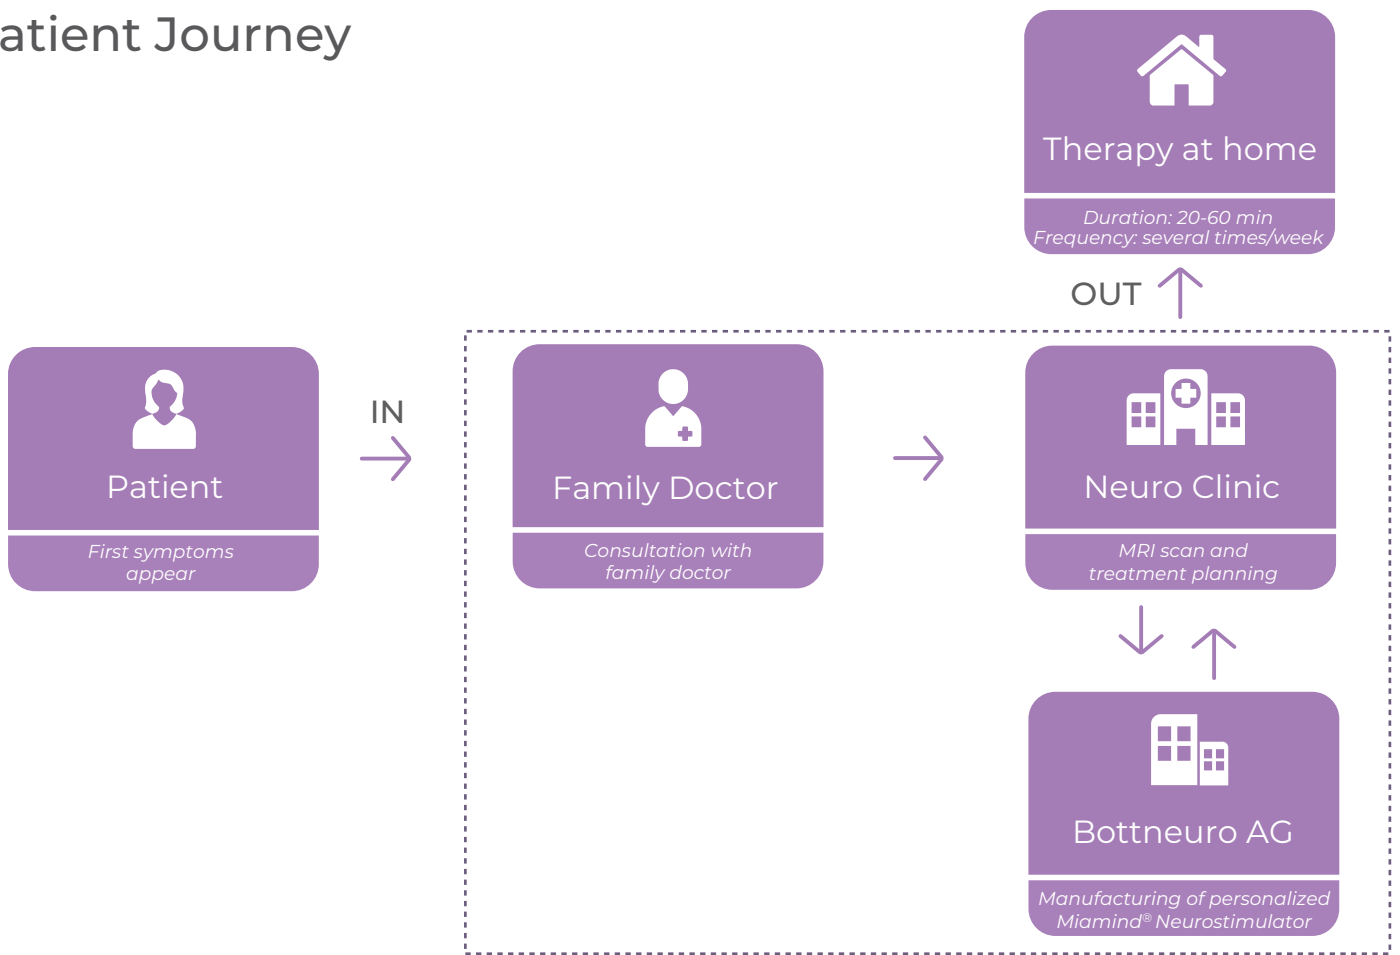 atient Journey
Therapy at home
Duration: 20-60 min
Frequency: several times/week
OUT
Patient
First symptoms
appear
IN
Family Doctor
Consultation with
family doctor
Neuro Clinic
MRI scan and
treatment planning
Bottneuro AG
Manufacturing of personalized
Miamind® Neurostimulator